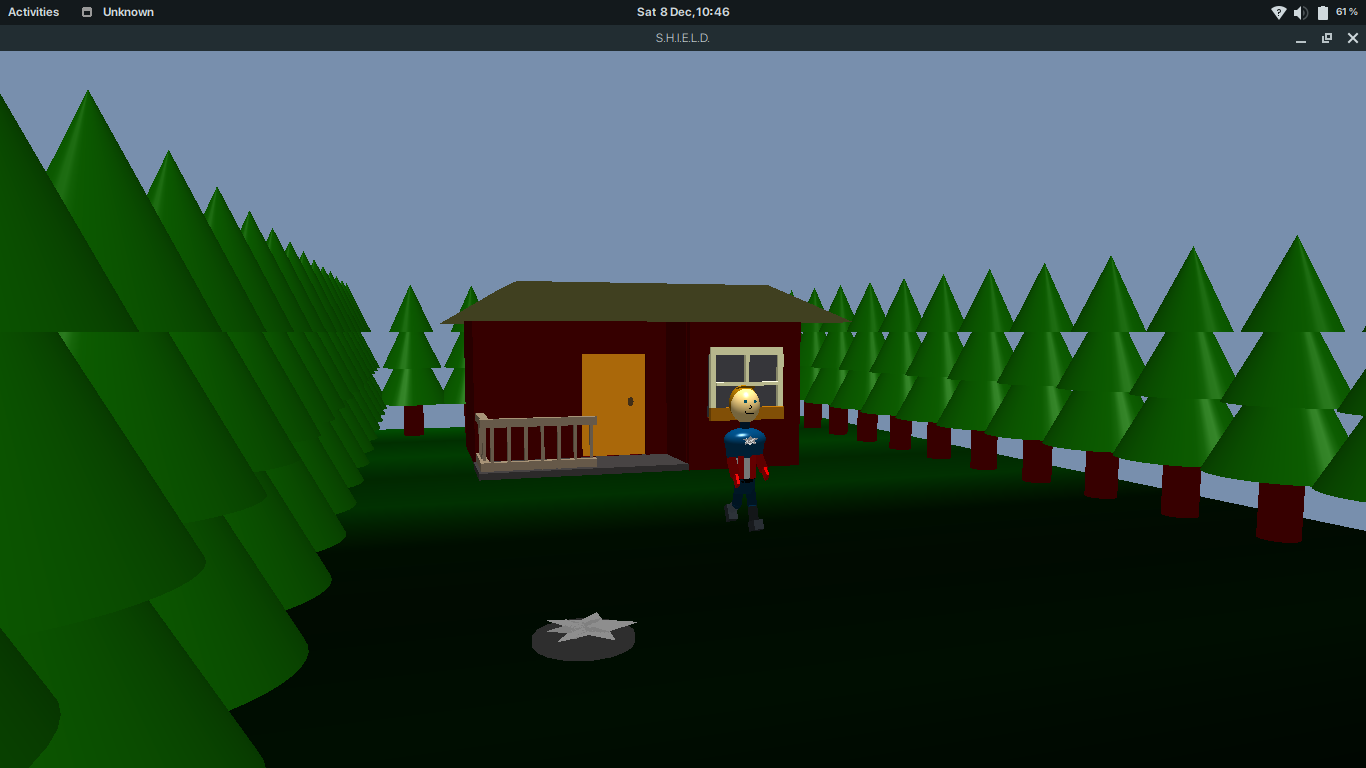 Activities Unknown Sat 8 Dec, 10:46 61 %
S.H.I.E.L.D.